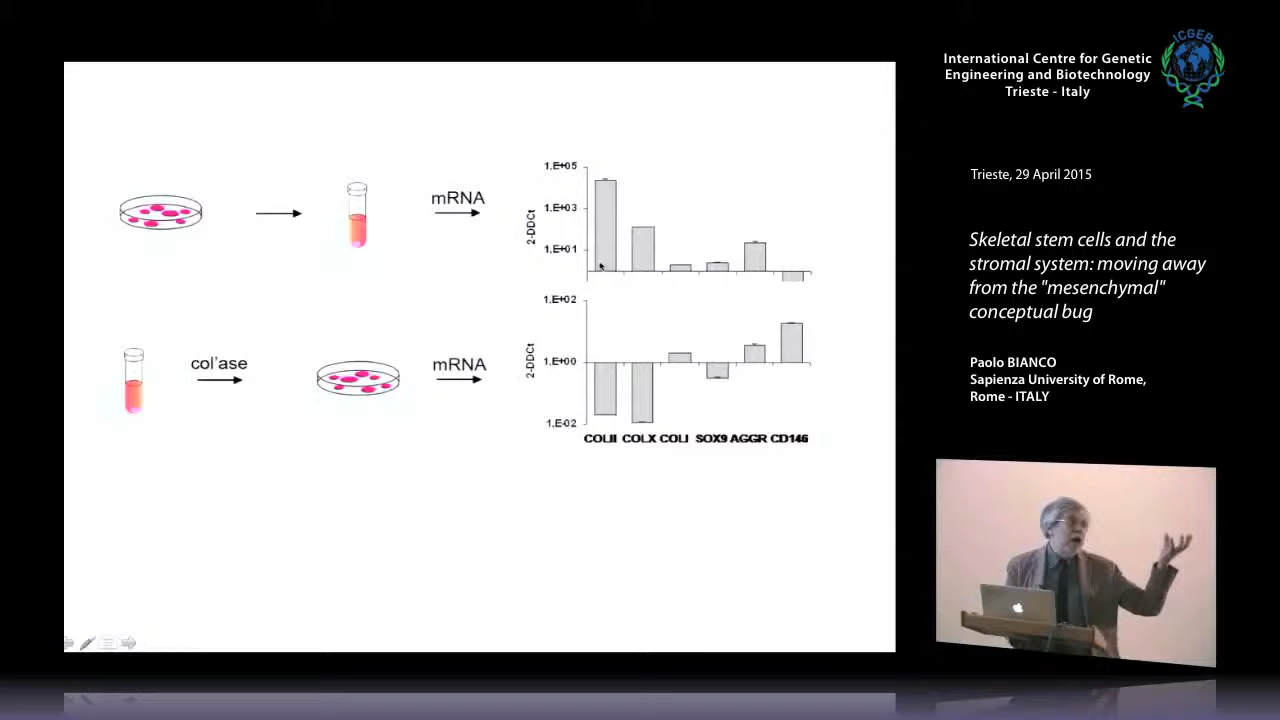 mRNA
1.E+05
1.E+03
1.E+01
2-DDCt
col'ase
mRNA
1.E+02
1.E+00
1.E-02
2-DDCt
COLII COLX COLI SOX9 AGGR CD146
International Centre for Genetic
Engineering and Biotechnology
Trieste - Italy
ICGEB
Trieste, 29 April 2015
Skeletal stem cells and the
stromal system: moving away
from the "mesenchymal"
conceptual bug
Paolo BIANCO
Sapienza University of Rome,
Rome - ITALY